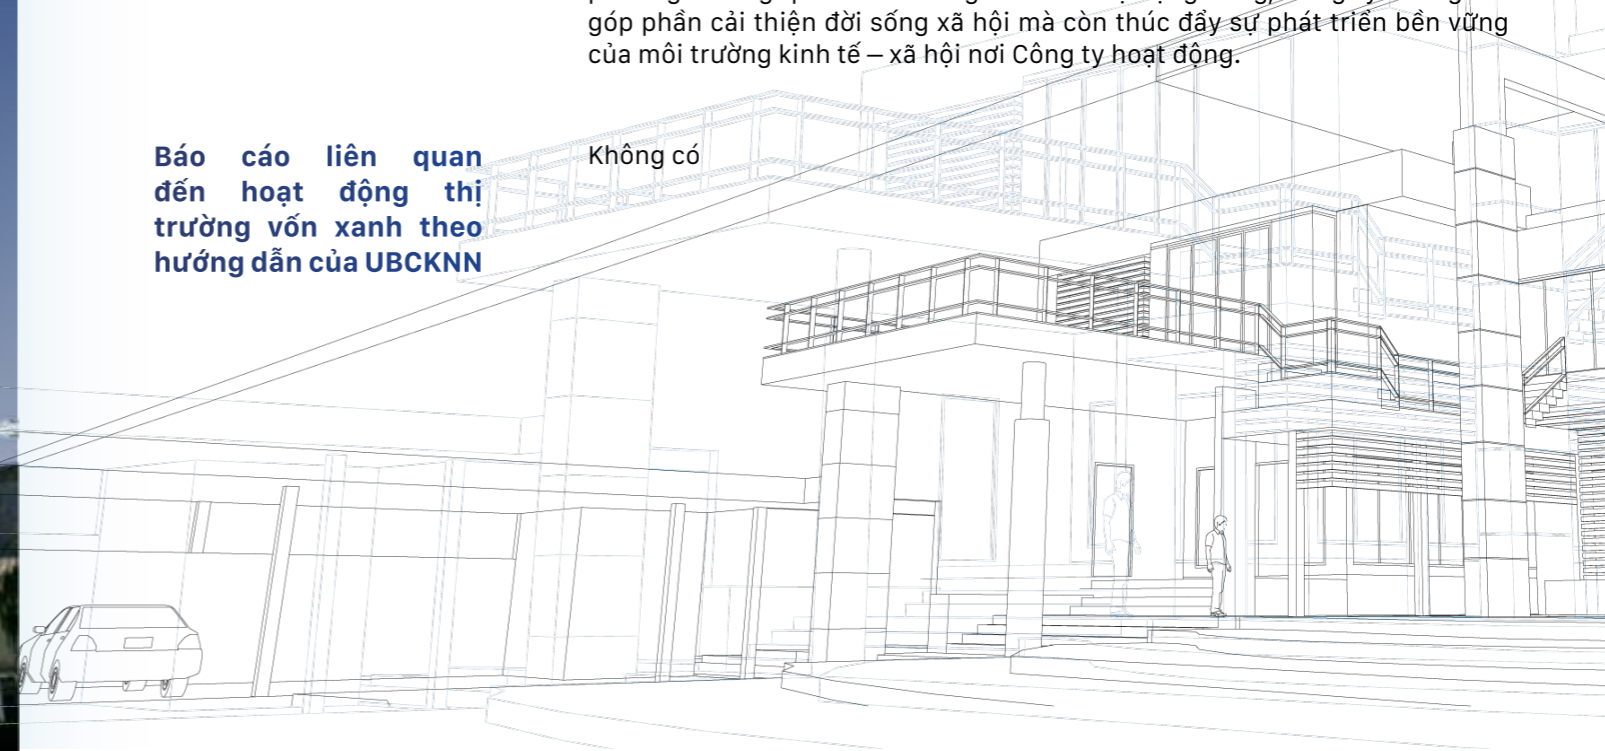 góp phần cải thiện đời sống xã hội mà còn thúc đẩy sự phát triển bền vững
của môi trường kinh tế – xã hội nơi Công ty hoạt động.
Báo cáo liên quan
đến hoạt động thị
trường vốn xanh theo
hướng dẫn của UBCKNN
Không có